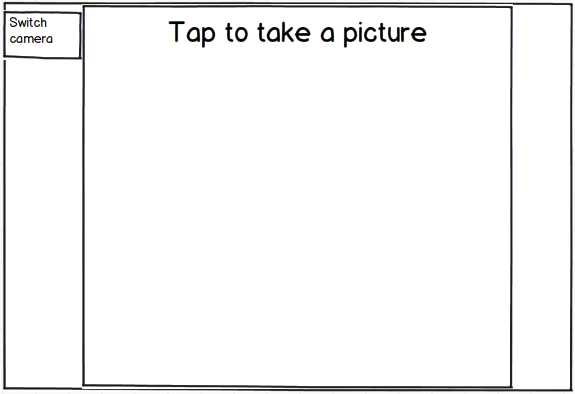 Switch
camera
Tap to take a picture